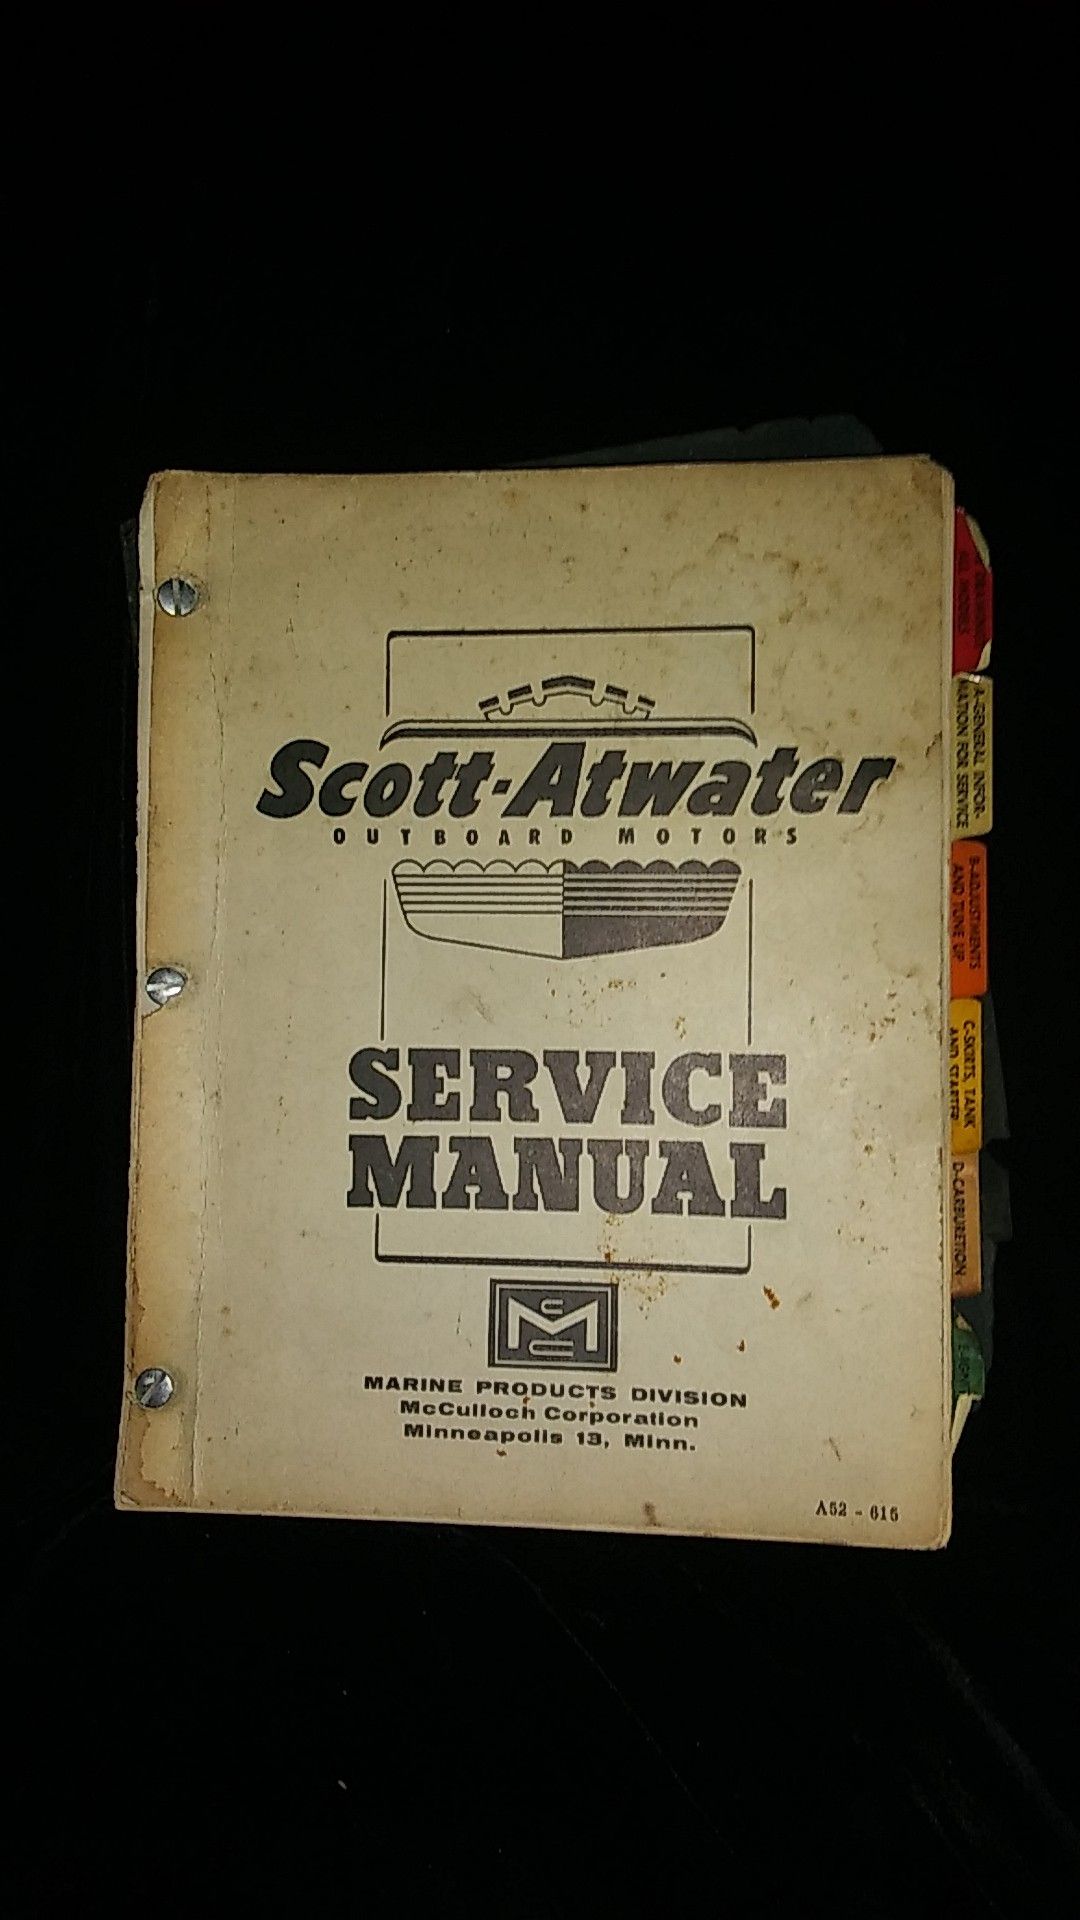 Scott-Atwater
OUTBOARD MOTORS
SERVICE
MANUAL
McC
MARINE PRODUCTS DIVISION
McCulloch Corporation
Minneapolis 13, Minn.
A52 - 615
A-GENERAL INFOR-
MATION FOR SERVICE
B-ADJUSTMENTS
AND TUNE UP
C-SKIRTS, TANK
AND STARTER
D-CARBURETION